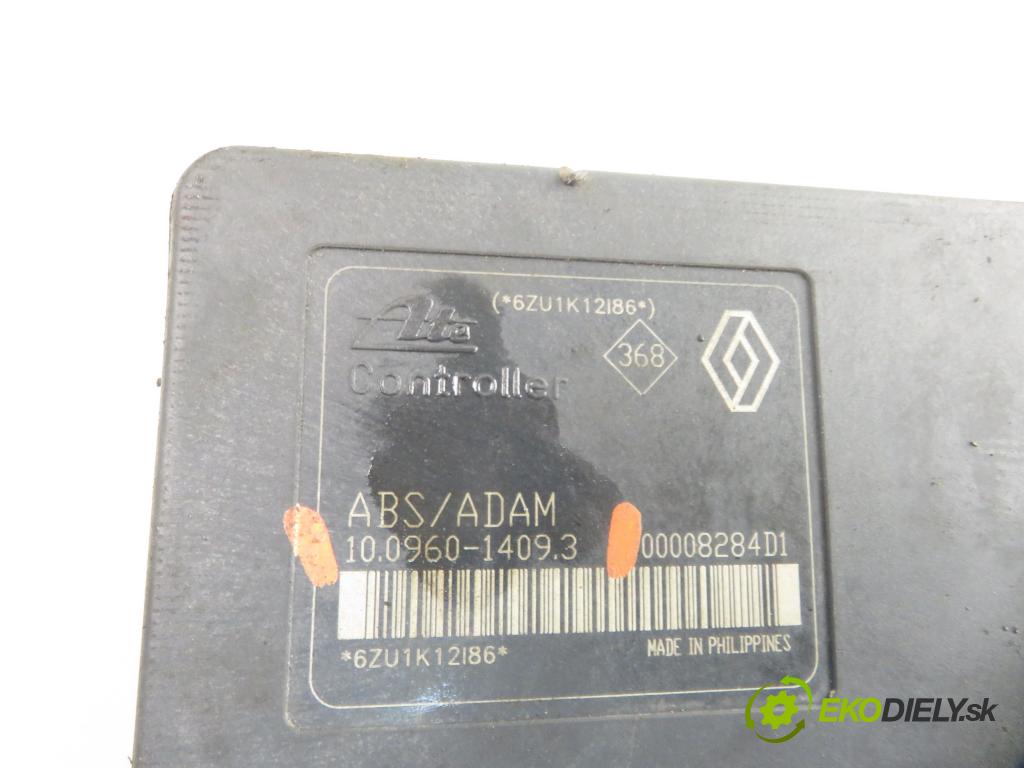 Ate
(*6ZU1K12I86*)
368
Controller
ABS/ADAM
10.0960-1409.3
00008284D1
*6ZU1K12I86*
MADE IN PHILIPPINES
EKODIELY.sk